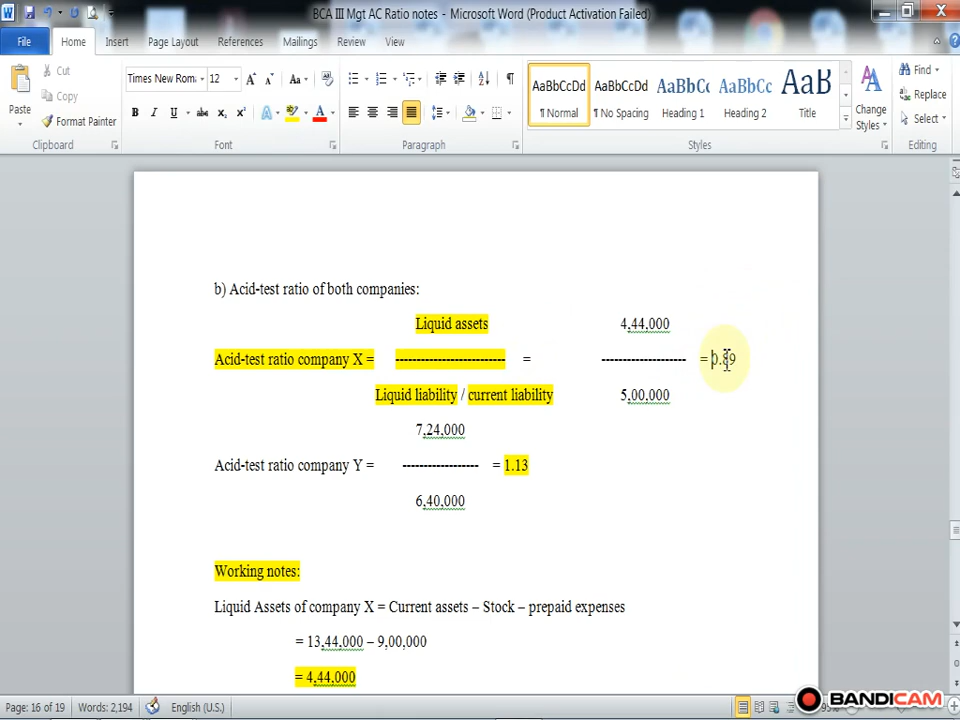 BCA III Mgt AC Ratio notes - Microsoft Word (Product Activation Failed)
File Home Insert Page Layout References Mailings Review View
Paste Cut Copy Format Painter
Times New Rom 12
AaBbCcDd AaBbCcDd AaBbCc AaBbCc AaB
¶ Normal ¶ No Spacing Heading 1 Heading 2 Title
Change Styles
Find Replace Select
Clipboard Font Paragraph Styles Editing
b) Acid-test ratio of both companies:
Liquid assets 4,44,000
Acid-test ratio company X = -------------------------- = -------------------- = 0.89
Liquid liability / current liability 5,00,000
7,24,000
Acid-test ratio company Y = ------------------ = 1.13
6,40,000
Working notes:
Liquid Assets of company X = Current assets – Stock – prepaid expenses
= 13,44,000 – 9,00,000
= 4,44,000
Page: 16 of 19 Words: 2,194 English (U.S.)
BANDICAM